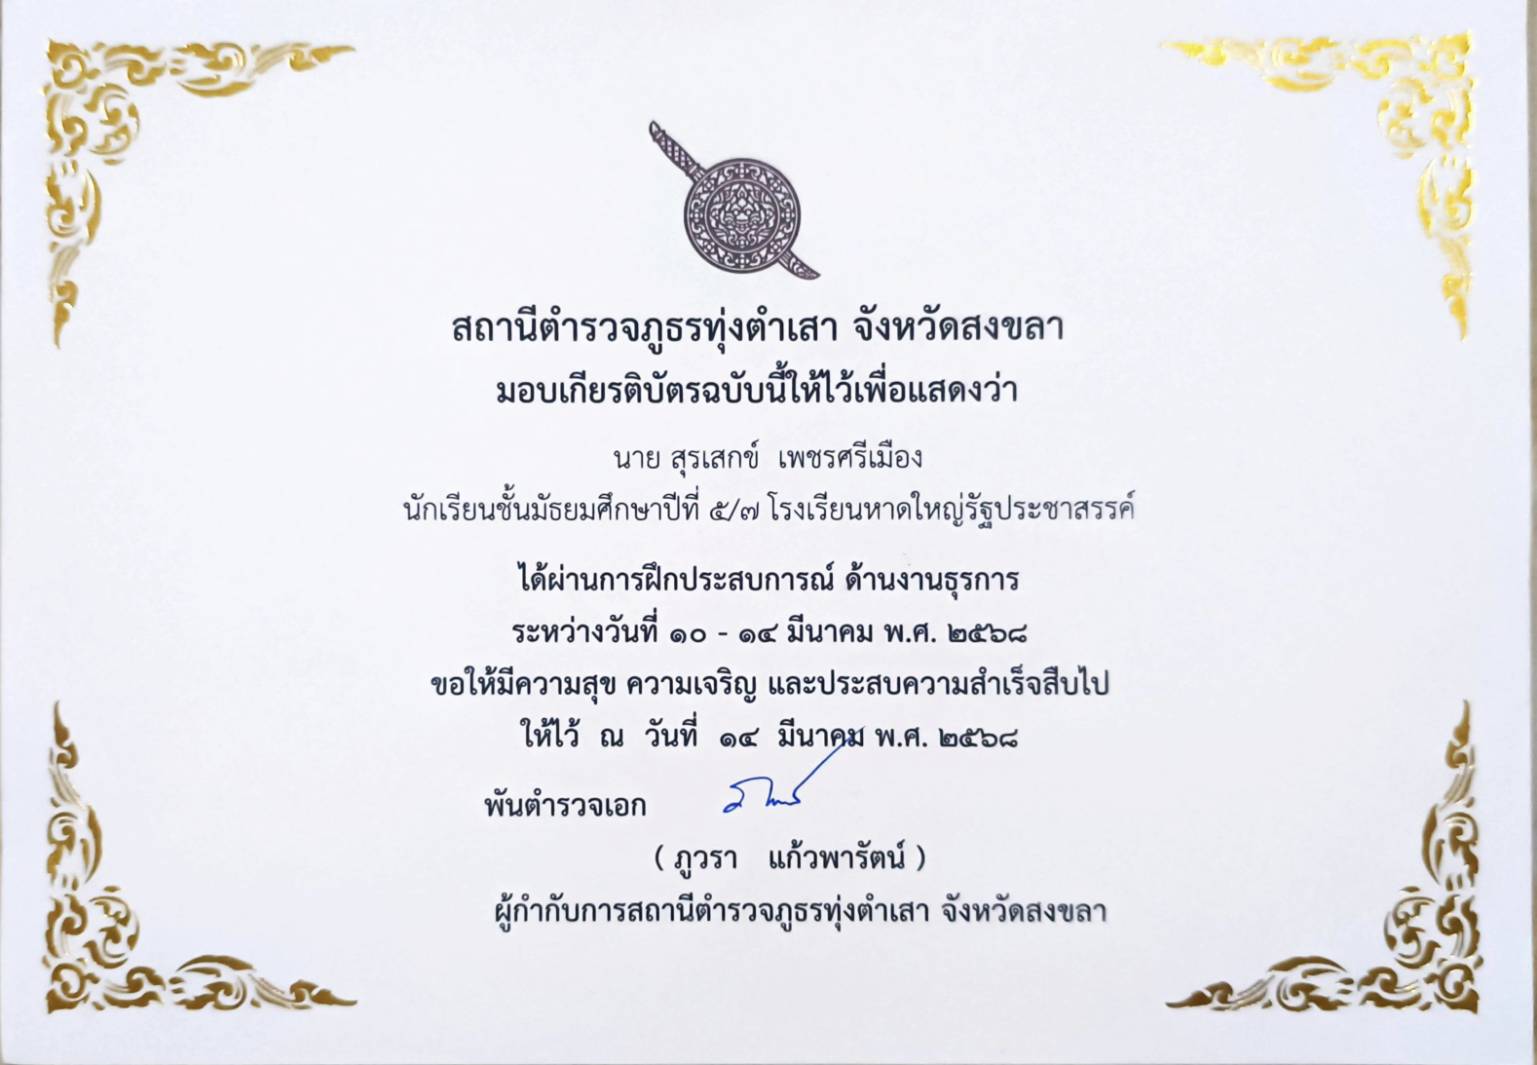 สถานีตำรวจภูธรทุ่งตำเสา จังหวัดสงขลา
มอบเกียรติบัตรฉบับนี้ให้ไว้เพื่อแสดงว่า
นาย สุรเสกข์ เพชรศรีเมือง
นักเรียนชั้นมัธยมศึกษาปีที่ ๕/๗ โรงเรียนหาดใหญ่รัฐประชาสรรค์
ได้ผ่านการฝึกประสบการณ์ ด้านงานธุรการ
ระหว่างวันที่ ๑๐ - ๑๔ มีนาคม พ.ศ. ๒๕๖๘
ขอให้มีความสุข ความเจริญ และประสบความสำเร็จสืบไป
ให้ไว้ ณ วันที่ ๑๔ มีนาคม พ.ศ. ๒๕๖๘
พันตำรวจเอก
( ภูวรา แก้วพารัตน์ )
ผู้กำกับการสถานีตำรวจภูธรทุ่งตำเสา จังหวัดสงขลา